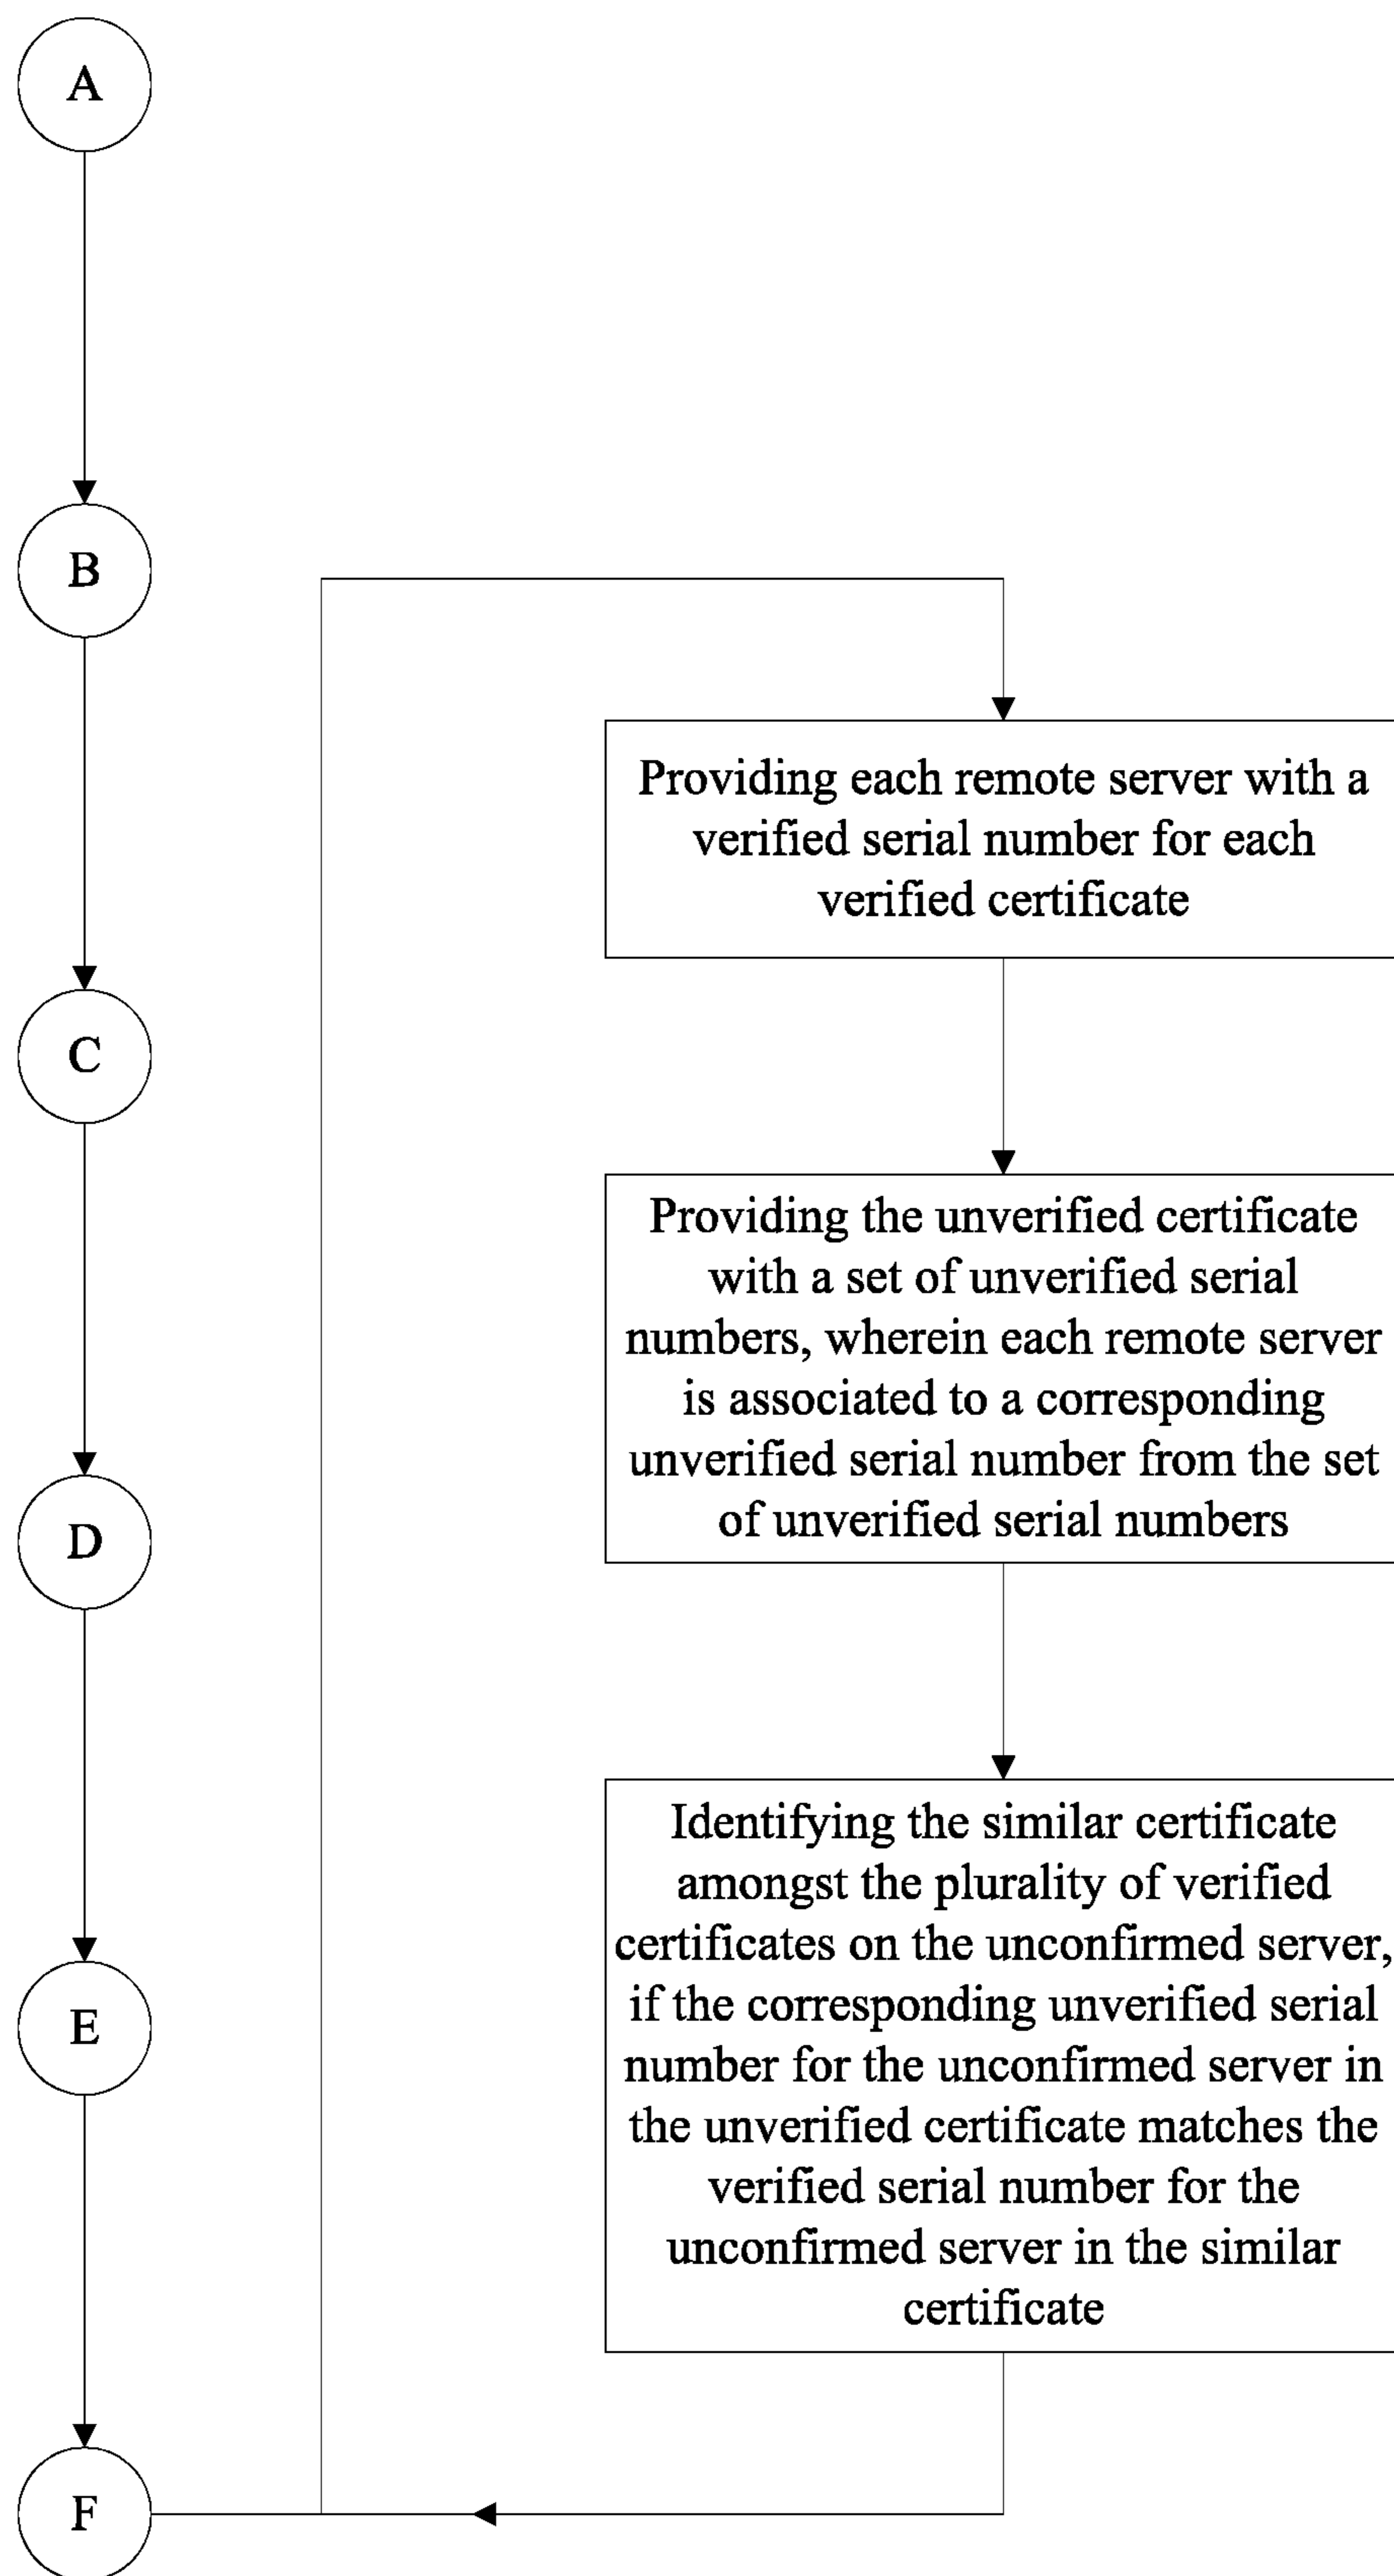 A
B
Providing each remote server with a
verified serial number for each
verified certificate
C
Providing the unverified certificate
with a set of unverified serial
numbers, wherein each remote server
is associated to a corresponding
unverified serial number from the set
of unverified serial numbers
D
Identifying the similar certificate
amongst the plurality of verified
certificates on the unconfirmed server,
if the corresponding unverified serial
number for the unconfirmed server in
the unverified certificate matches the
verified serial number for the
unconfirmed server in the similar
certificate
E
F